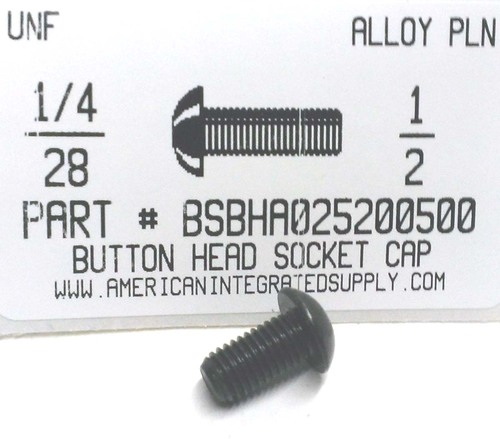 UNF ALLOY PLN
1/4 1
28 2
PART # BSBHA025200500
BUTTON HEAD SOCKET CAP
WWW.AMERICANINTEGRATEDSUPPLY.COM